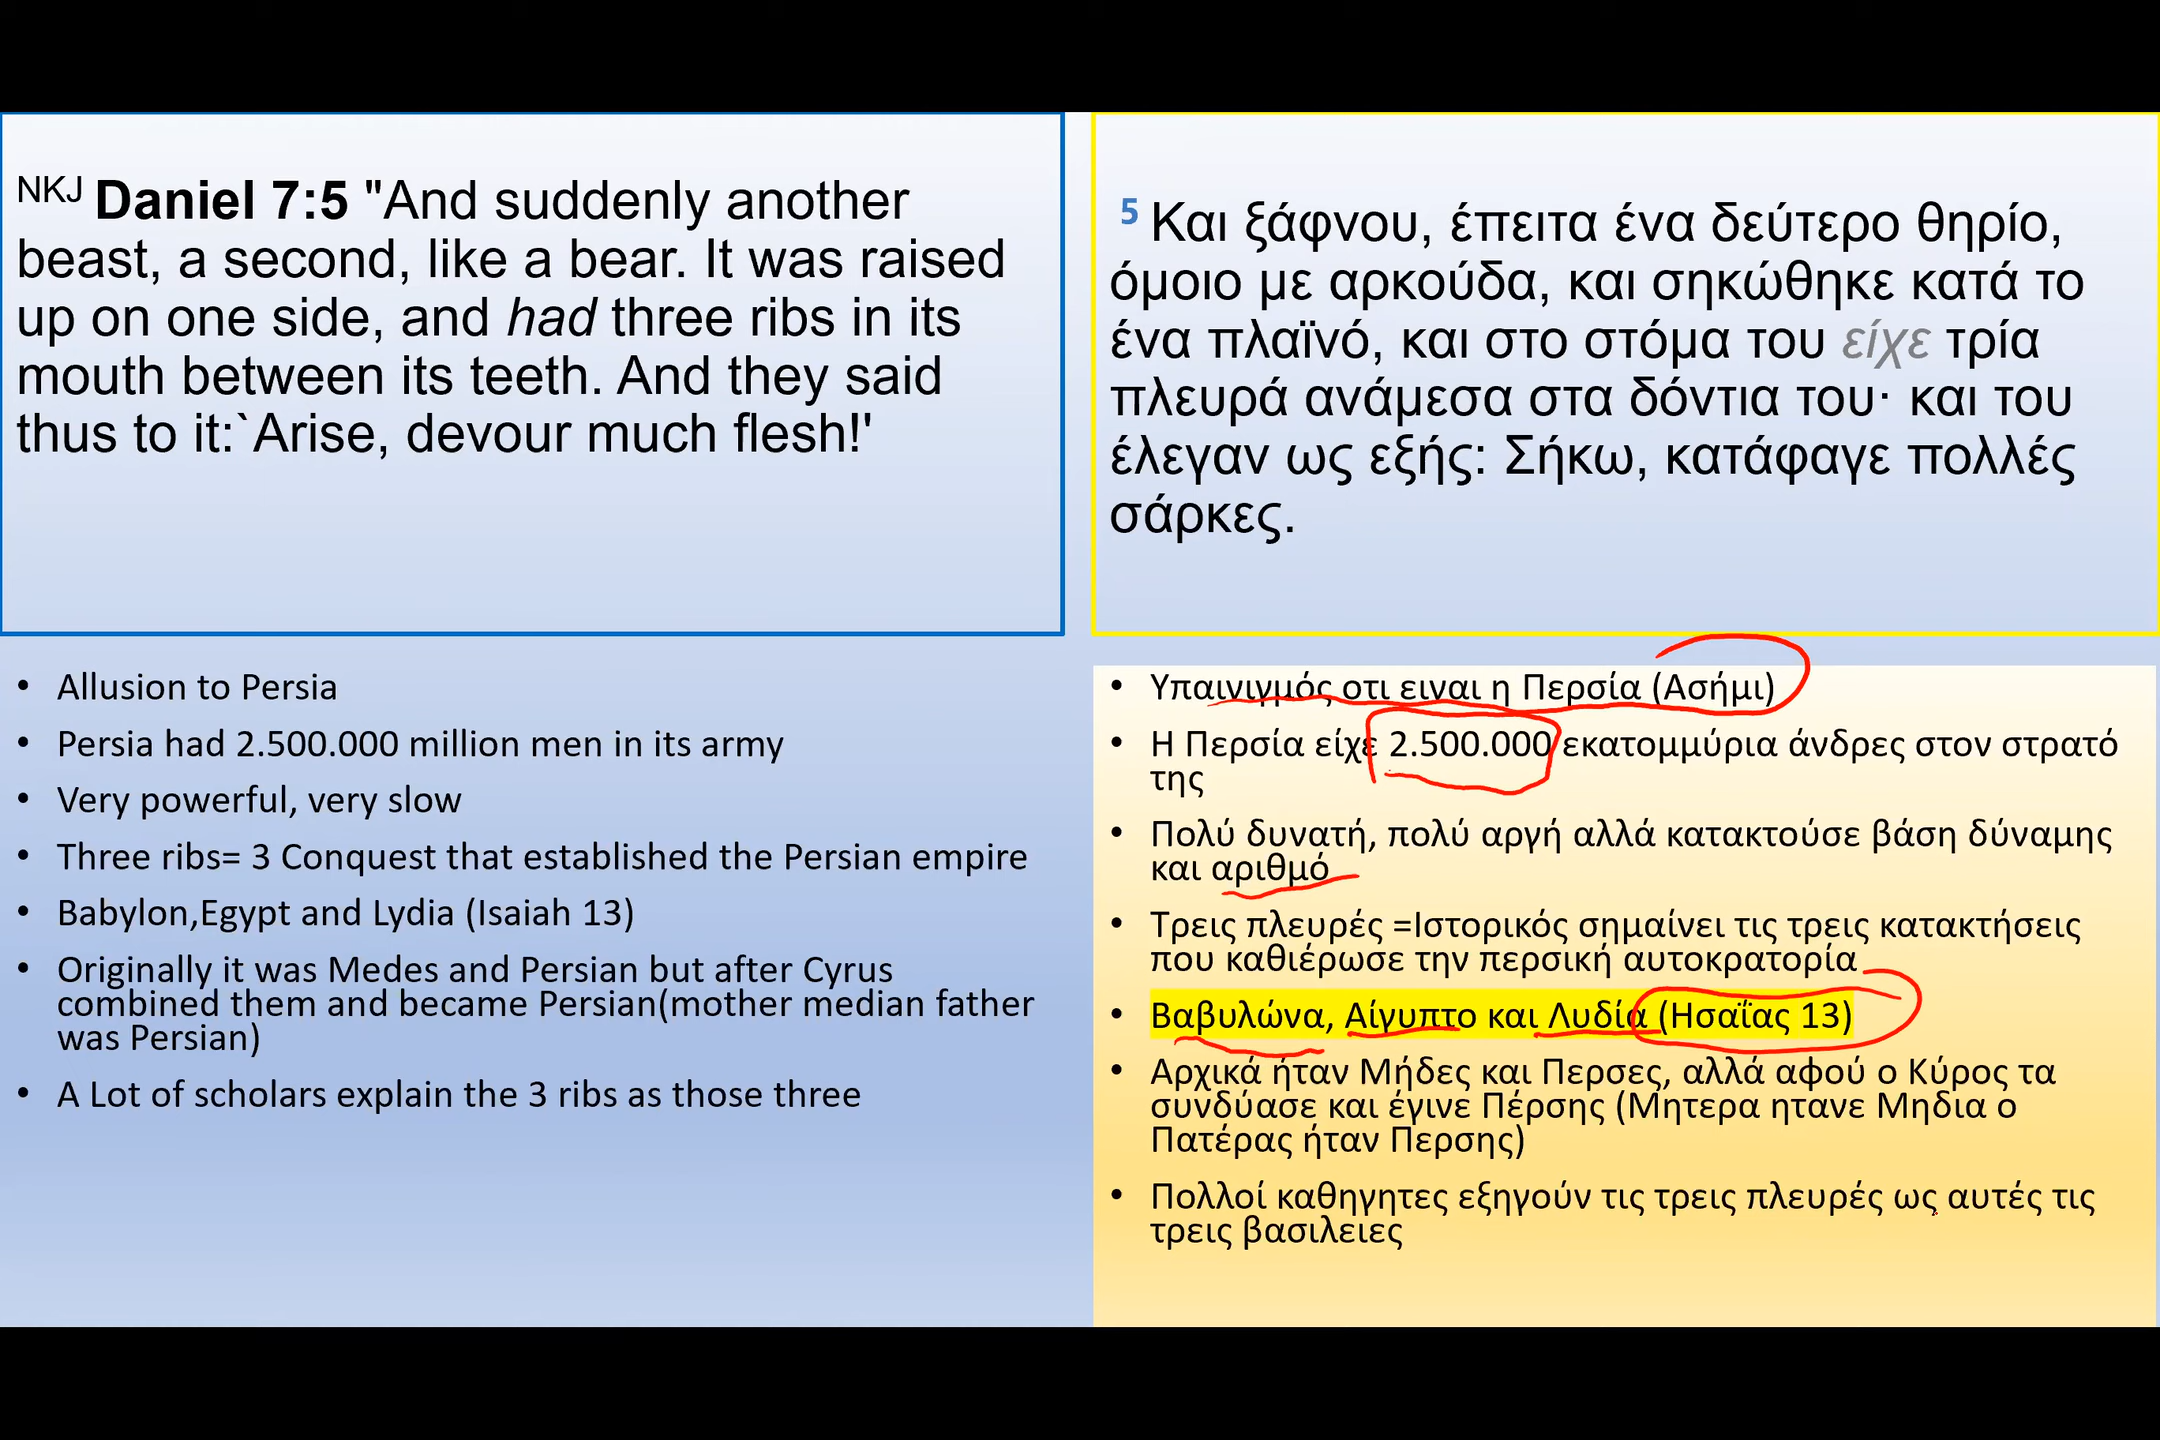 NKJ Daniel 7:5 "And suddenly another
beast, a second, like a bear. It was raised
up on one side, and had three ribs in its
mouth between its teeth. And they said
thus to it:`Arise, devour much flesh!'
5 Και ξάφνου, έπειτα ένα δεύτερο θηρίο,
όμοιο με αρκούδα, και σηκώθηκε κατά το
ένα πλαϊνό, και στο στόμα του είχε τρία
πλευρά ανάμεσα στα δόντια του· και του
έλεγαν ως εξής: Σήκω, κατάφαγε πολλές
σάρκες.
• Allusion to Persia
• Persia had 2.500.000 million men in its army
• Very powerful, very slow
• Three ribs= 3 Conquest that established the Persian empire
• Babylon,Egypt and Lydia (Isaiah 13)
• Originally it was Medes and Persian but after Cyrus
combined them and became Persian(mother median father
was Persian)
• A Lot of scholars explain the 3 ribs as those three
• Υπαινιγμός οτι ειναι η Περσία (Ασήμι)
• Η Περσία είχε 2.500.000 εκατομμύρια άνδρες στον στρατό
της
• Πολύ δυνατή, πολύ αργή αλλά κατακτούσε βάση δύναμης
και αριθμό
• Τρεις πλευρές =Ιστορικός σημαίνει τις τρεις κατακτήσεις
που καθιέρωσε την περσική αυτοκρατορία
• Βαβυλώνα, Αίγυπτο και Λυδία (Ησαΐας 13)
• Αρχικά ήταν Μήδες και Περσες, αλλά αφού ο Κύρος τα
συνδύασε και έγινε Πέρσης (Μητερα ητανε Μηδια ο
Πατέρας ήταν Περσης)
• Πολλοί καθηγητες εξηγούν τις τρεις πλευρές ως αυτές τις
τρεις βασιλειες